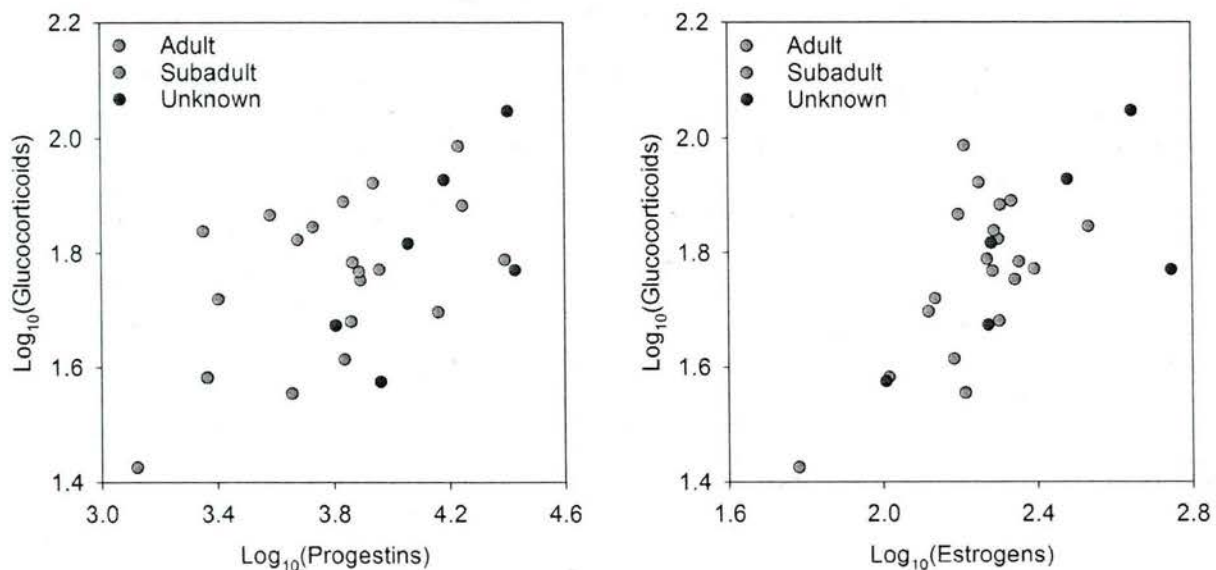 2.2
2.0
1.8
1.6
1.4
Log₁₀(Glucocorticoids)
Adult
Subadult
Unknown
3.0 3.4 3.8 4.2 4.6
Log₁₀(Progestins)
2.2
2.0
1.8
1.6
1.4
Log₁₀(Glucocorticoids)
Adult
Subadult
Unknown
1.6 2.0 2.4 2.8
Log₁₀(Estrogens)